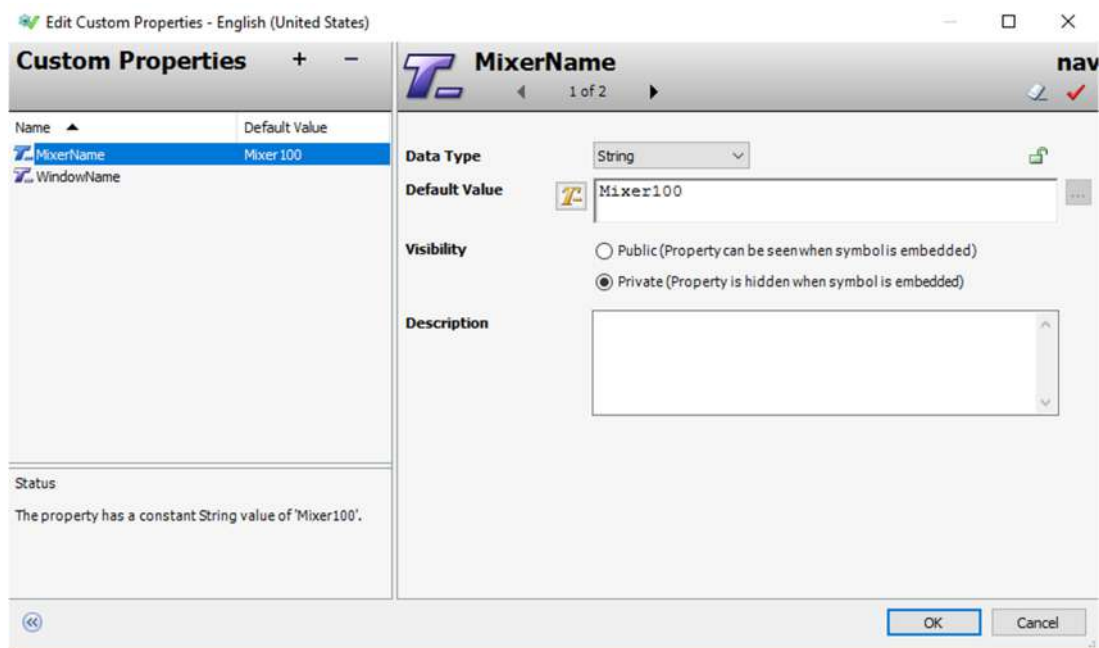 Edit Custom Properties - English (United States)
Custom Properties + −
MixerName
nav
1 of 2
Name
Default Value
MixerName
Mixer100
WindowName
Data Type
String
Default Value
Mixer100
...
Visibility
Public (Property can be seen when symbol is embedded)
Private (Property is hidden when symbol is embedded)
Description
Status
The property has a constant String value of 'Mixer100'.
OK
Cancel